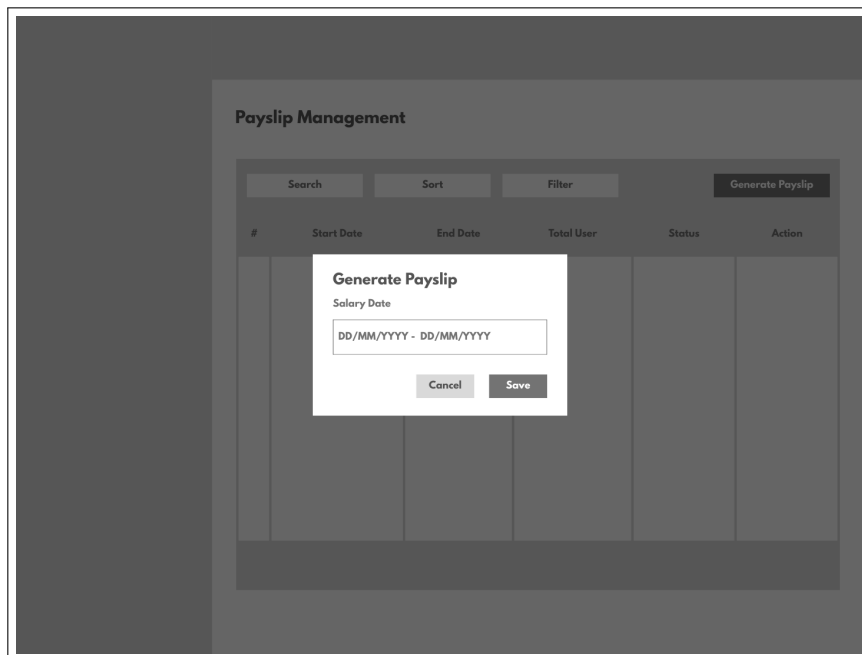 Payslip Management
Search Sort Filter Generate Payslip
# Start Date End Date Total User Status Action
Generate Payslip
Salary Date
DD/MM/YYYY - DD/MM/YYYY
Cancel Save